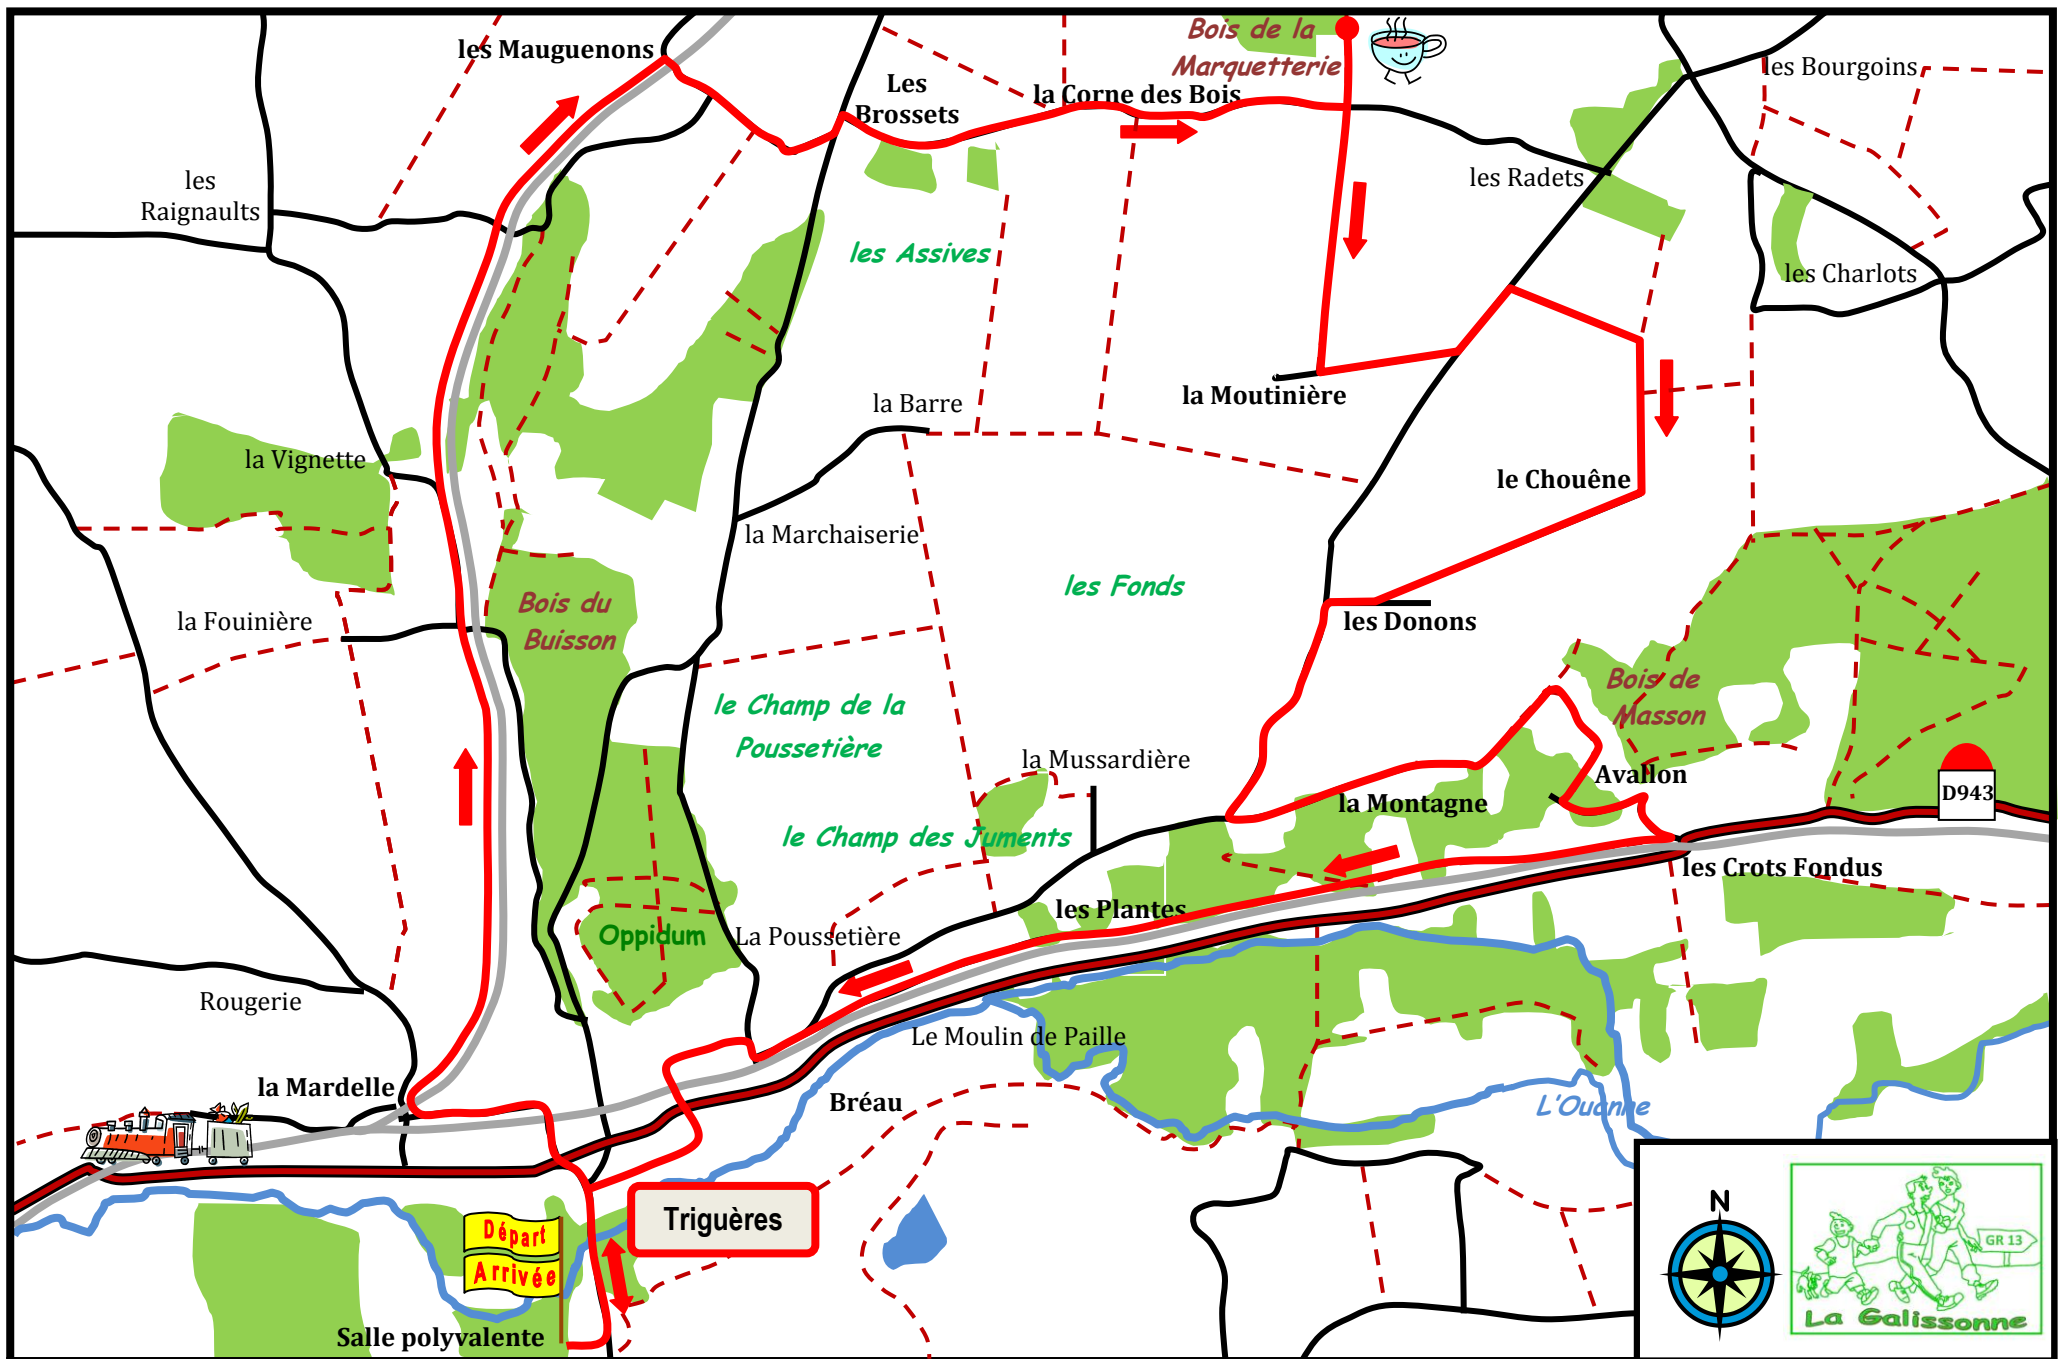 les Mauguenons
Bois de la
Marquetterie
les Bourgoins
Les
Brossets
la Corne des Bois
les
Raignaults
les Radets
les Assives
les Charlots
la Barre
la Moutinière
la Vignette
le Chouêne
la Marchaiserie
les Fonds
la Fouinière
Bois du
Buisson
les Donons
Bois de
Masson
le Champ de la
Poussetière
la Mussardière
Avallon
D943
la Montagne
le Champ des Juments
les Crots Fondus
les Plantes
Oppidum
La Poussetière
Rougerie
Le Moulin de Paille
la Mardelle
Bréau
L'Ouanne
Triguères
Départ
Arrivée
Salle polyvalente
N
GR 13
La Galissonne